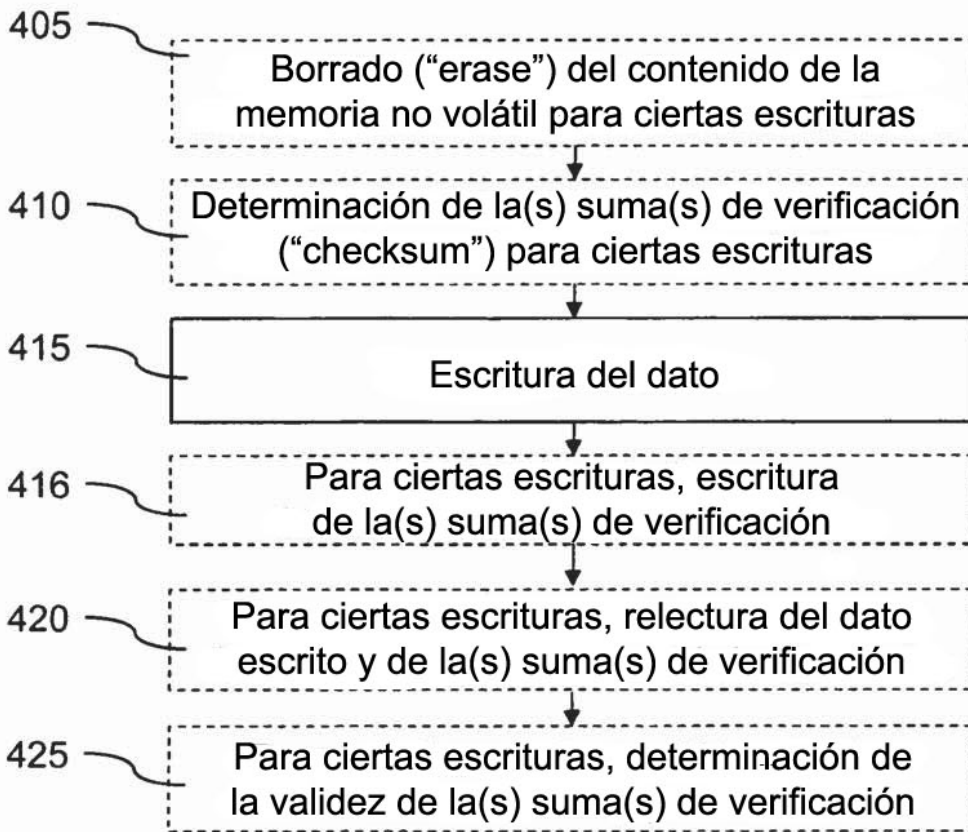 405
Borrado (“erase”) del contenido de la
memoria no volátil para ciertas escrituras
410
Determinación de la(s) suma(s) de verificación
(“checksum”) para ciertas escrituras
415
Escritura del dato
416
Para ciertas escrituras, escritura
de la(s) suma(s) de verificación
420
Para ciertas escrituras, relectura del dato
escrito y de la(s) suma(s) de verificación
425
Para ciertas escrituras, determinación de
la validez de la(s) suma(s) de verificación